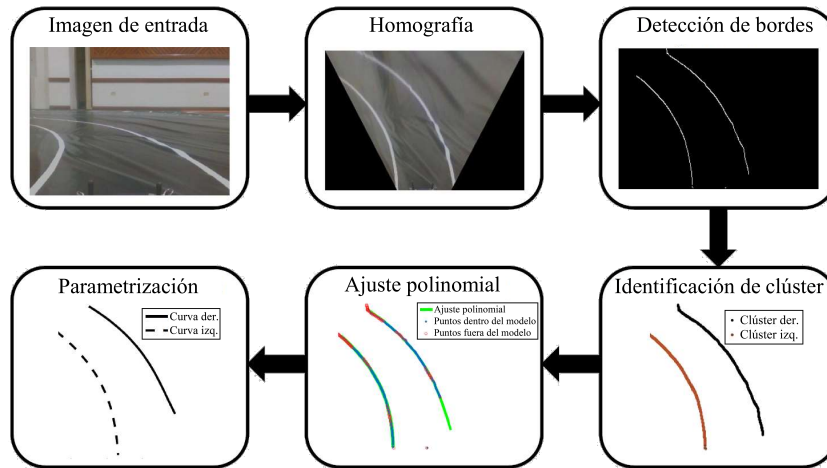 Imagen de entrada
Homografía
Detección de bordes
Parametrización
Curva der.
Curva izq.
Ajuste polinomial
Ajuste polinomial
Puntos dentro del modelo
Puntos fuera del modelo
Identificación de clúster
Clúster der.
Clúster izq.